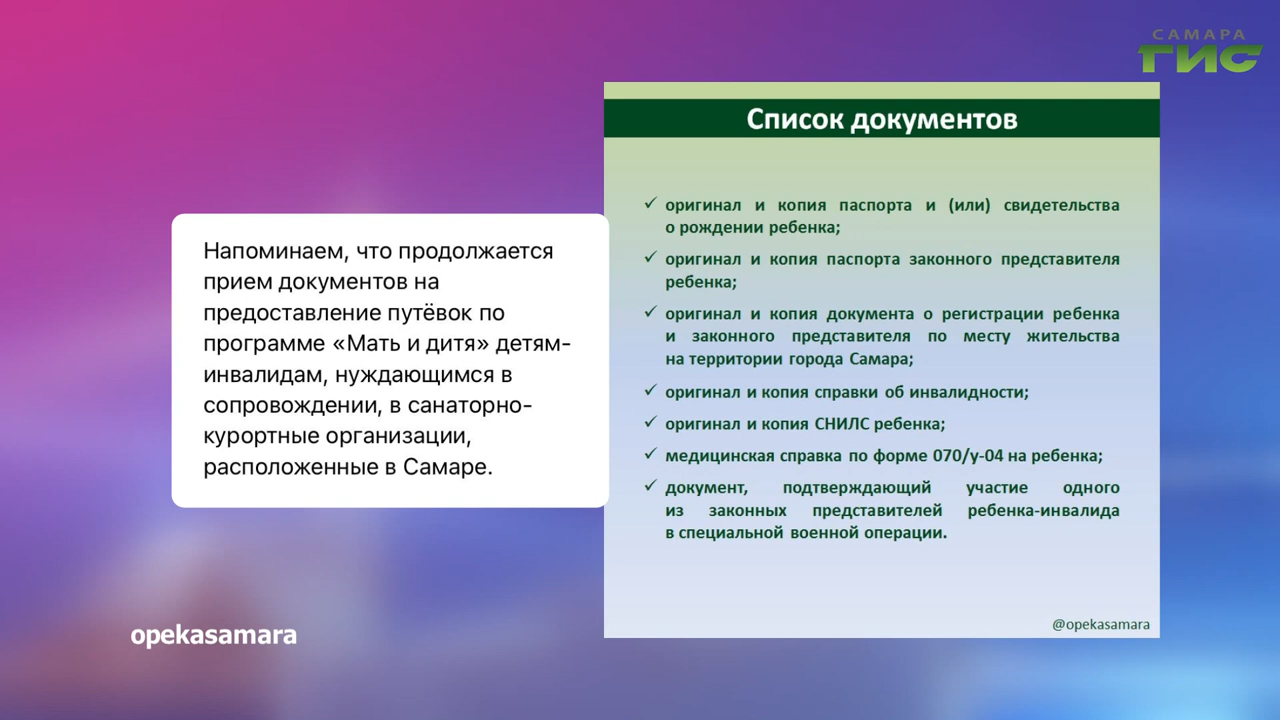 САМАРА
ГИС
Список документов
оригинал и копия паспорта и (или) свидетельства
о рождении ребенка;
оригинал и копия паспорта законного представителя
ребенка;
оригинал и копия документа о регистрации ребенка
и законного представителя по месту жительства
на территории города Самара;
оригинал и копия справки об инвалидности;
оригинал и копия СНИЛС ребенка;
медицинская справка по форме 070/у-04 на ребенка;
документ, подтверждающий участие одного
из законных представителей ребенка-инвалида
в специальной военной операции.
@opekasamara
Напоминаем, что продолжается
прием документов на
предоставление путёвок по
программе «Мать и дитя» детям-
инвалидам, нуждающимся в
сопровождении, в санаторно-
курортные организации,
расположенные в Самаре.
opekasamara